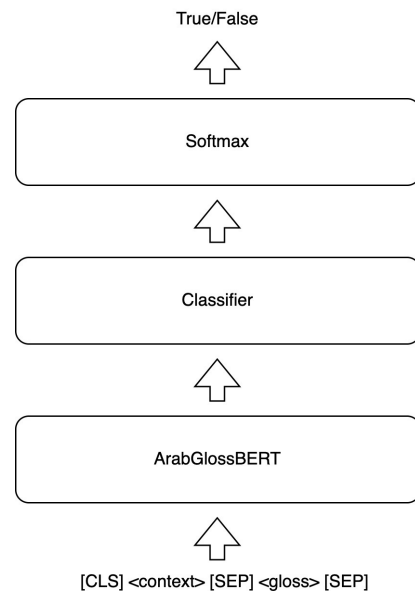 True/False
Softmax
Classifier
ArabGlossBERT
[CLS] <context> [SEP] <gloss> [SEP]